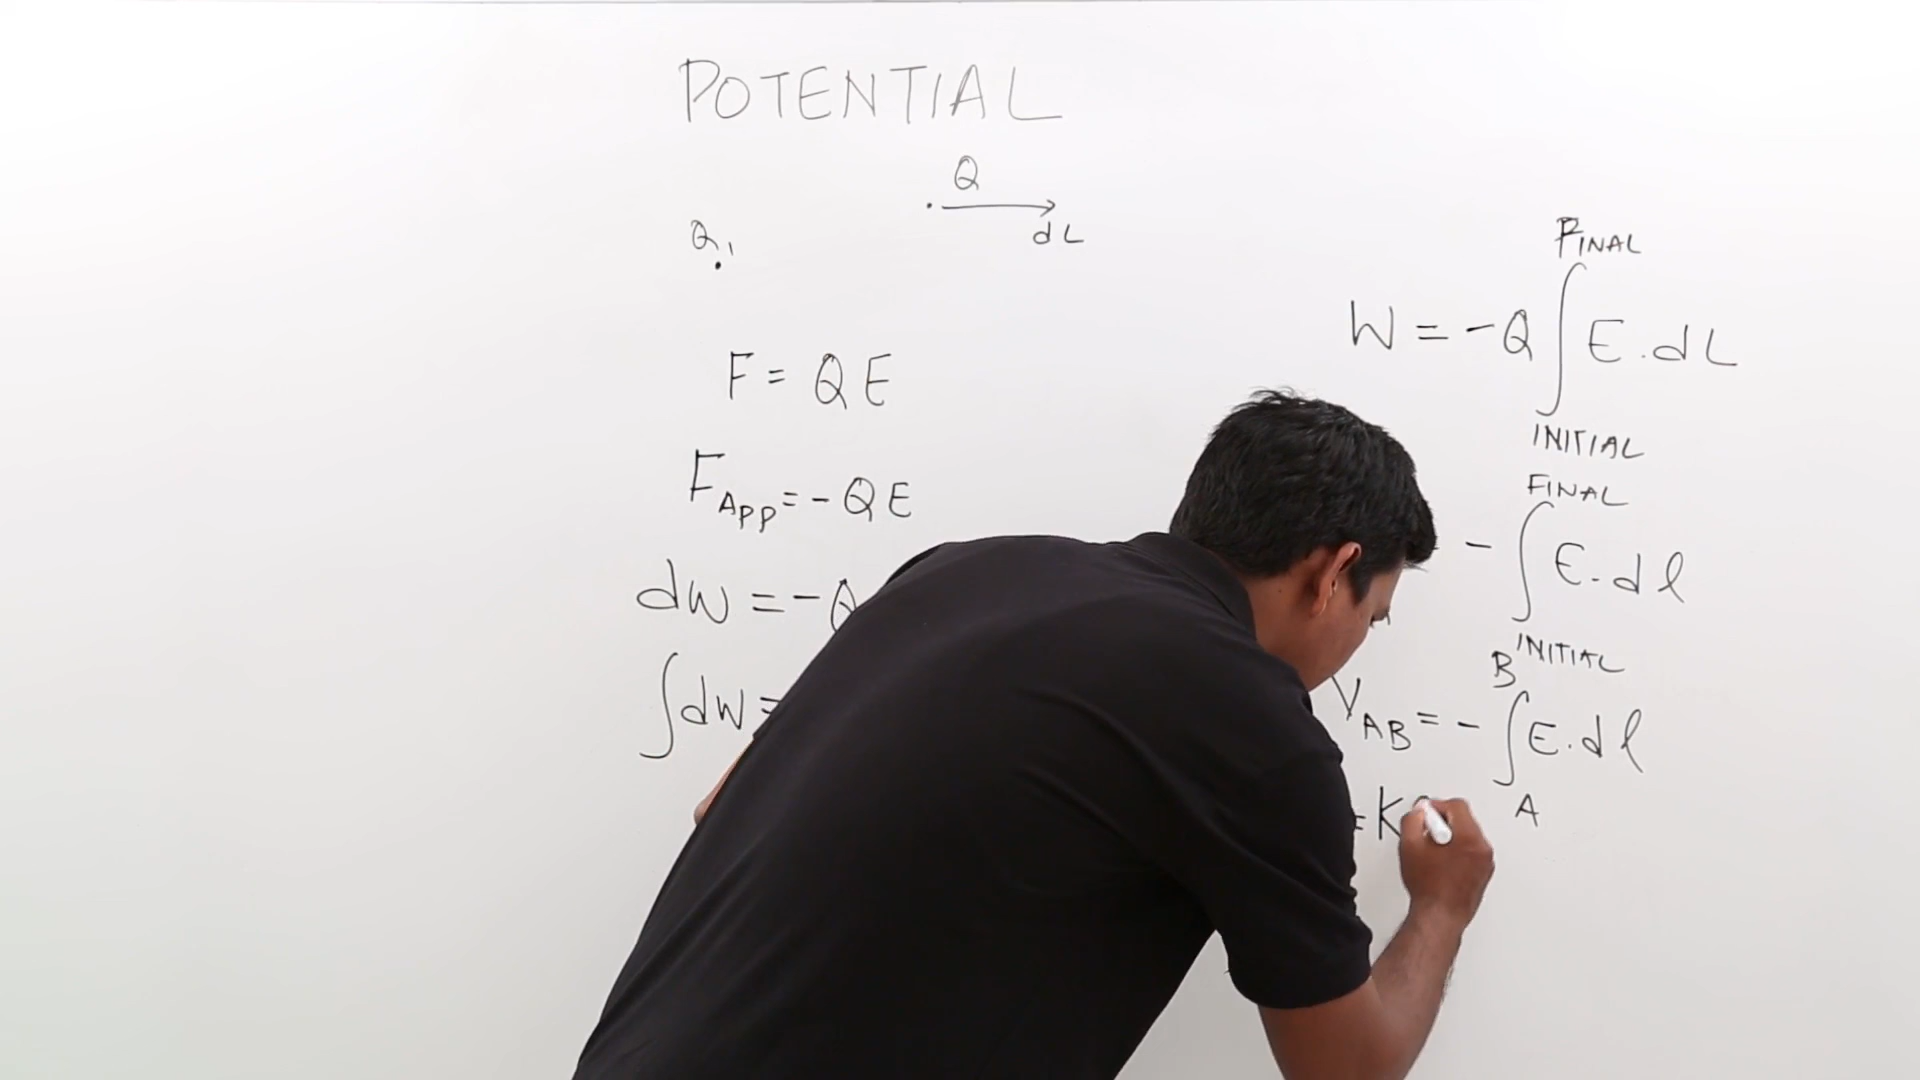 POTENTIAL
Q
dL
Q1
F = QE
FAPP = -QE
dW = -Q
∫dW =
FINAL
W = -Q ∫ E.dL
INITIAL
FINAL
- ∫ E.dl
INITIAL
B
VAB = - ∫ E.dl
A
= K